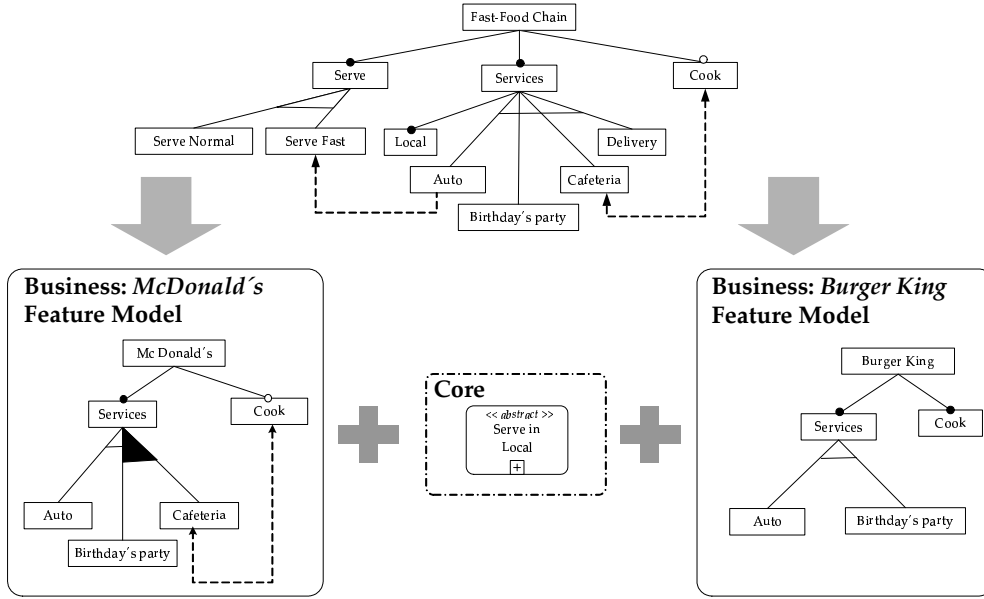 Fast-Food Chain
Serve
Services
Cook
Serve Normal
Serve Fast
Local
Delivery
Auto
Cafeteria
Birthday´s party
Business: McDonald´s
Feature Model
Mc Donald´s
Services
Cook
Auto
Cafeteria
Birthday´s party
Core
<< abstract >>
Serve in
Local
+
Business: Burger King
Feature Model
Burger King
Services
Cook
Auto
Birthday´s party